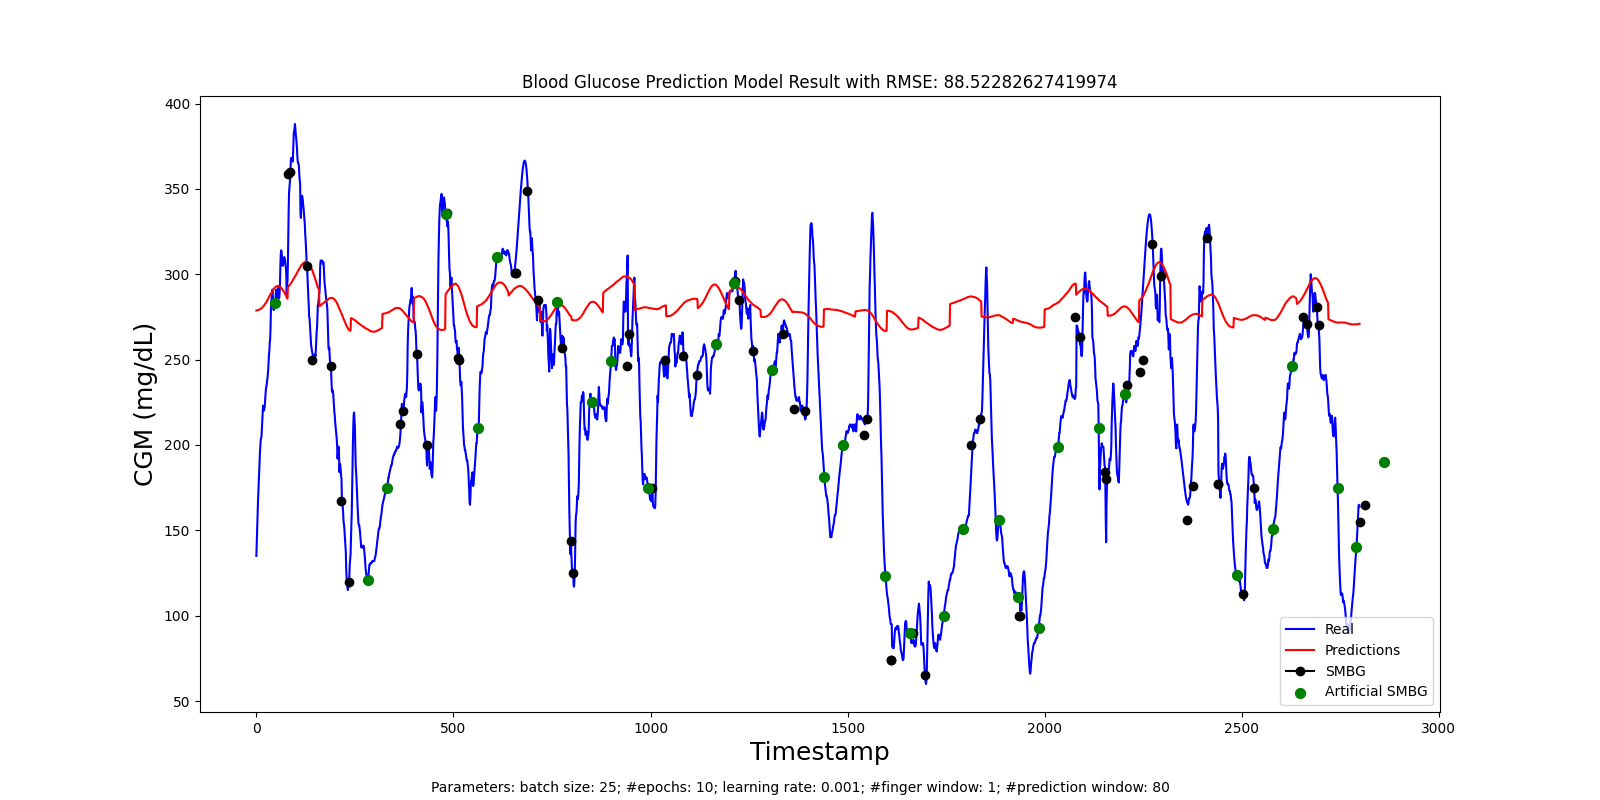 Blood Glucose Prediction Model Result with RMSE: 88.52282627419974
400
350
300
250
200
150
100
50
CGM (mg/dL)
0
500
1000
1500
2000
2500
3000
Timestamp
Real
Predictions
SMBG
Artificial SMBG
Parameters: batch size: 25; #epochs: 10; learning rate: 0.001; #finger window: 1; #prediction window: 80